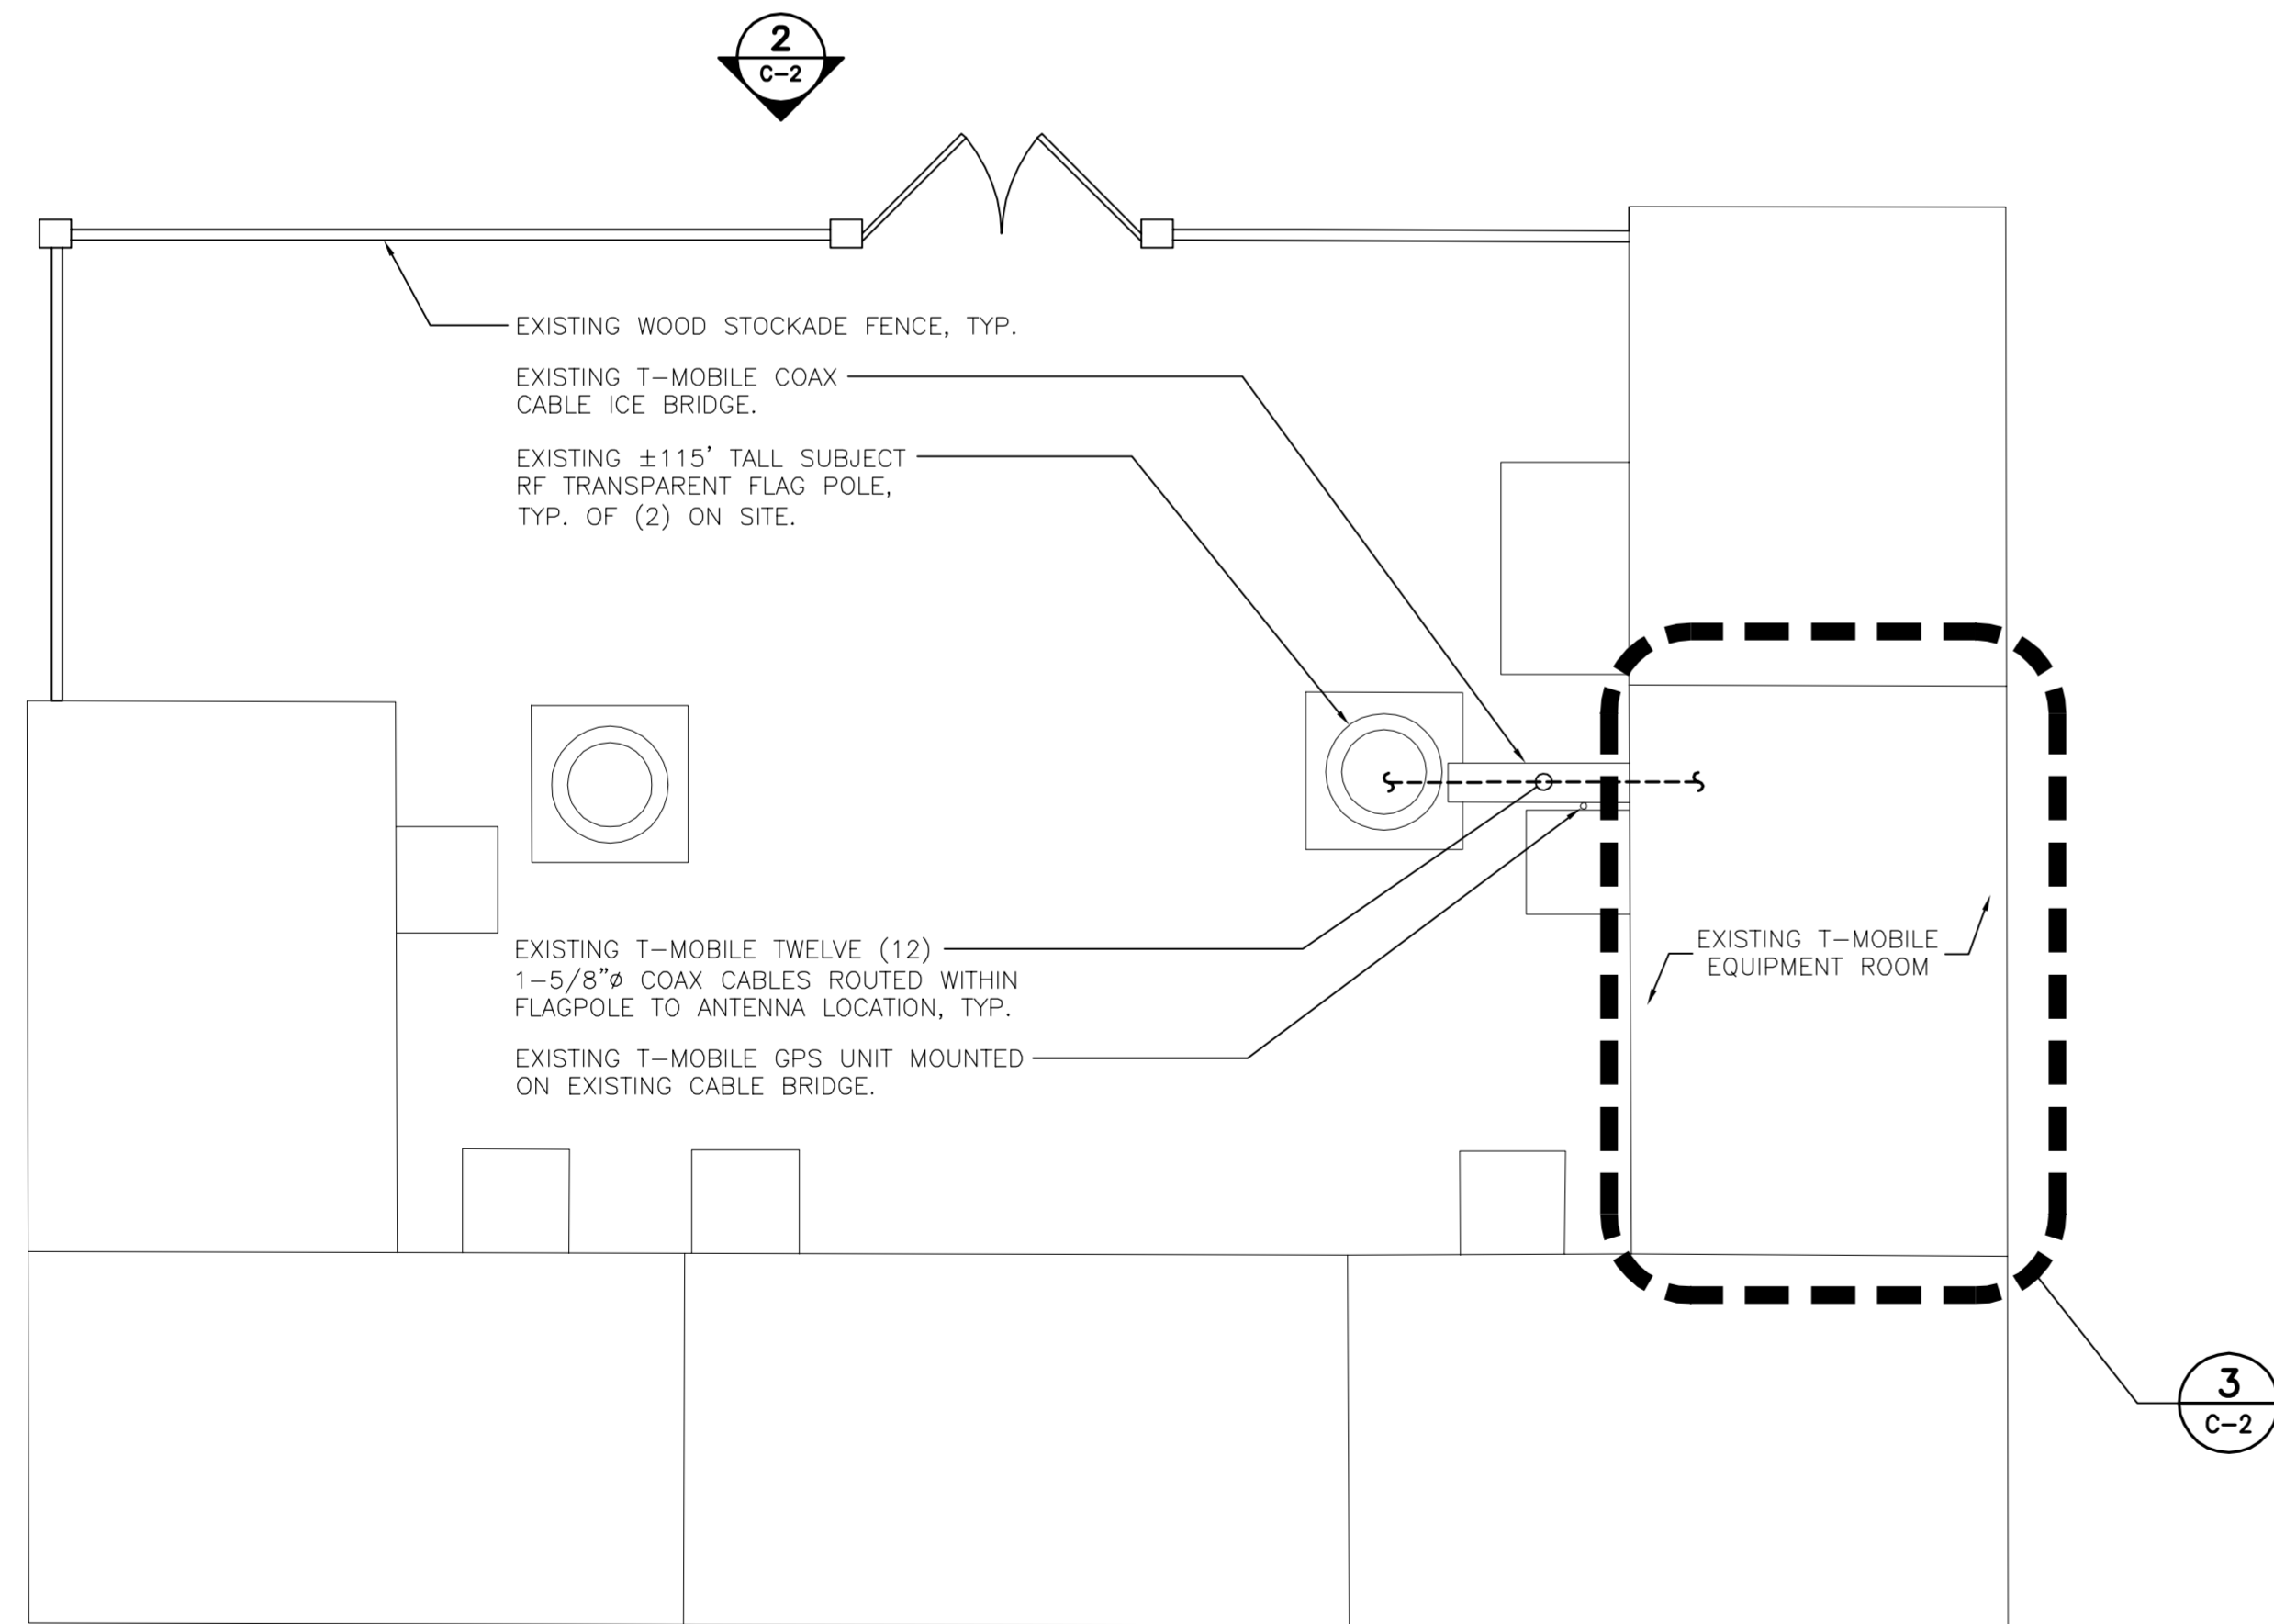 2
C-2
EXISTING WOOD STOCKADE FENCE, TYP.
EXISTING T-MOBILE COAX
CABLE ICE BRIDGE.
EXISTING ±115' TALL SUBJECT
RF TRANSPARENT FLAG POLE,
TYP. OF (2) ON SITE.
EXISTING T-MOBILE TWELVE (12)
1-5/8"ø COAX CABLES ROUTED WITHIN
FLAGPOLE TO ANTENNA LOCATION, TYP.
EXISTING T-MOBILE GPS UNIT MOUNTED
ON EXISTING CABLE BRIDGE.
EXISTING T-MOBILE
EQUIPMENT ROOM
3
C-2